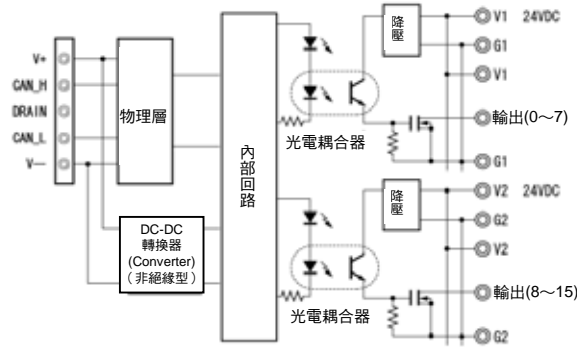 V+
CAN_H
DRAIN
CAN_L
V—
物理層
DC-DC
轉換器
(Converter)
(非絕緣型)
內部回路
光電耦合器
降壓
V1 24VDC
G1
V1
輸出(0～7)
G1
光電耦合器
降壓
V2 24VDC
G2
V2
輸出(8～15)
G2